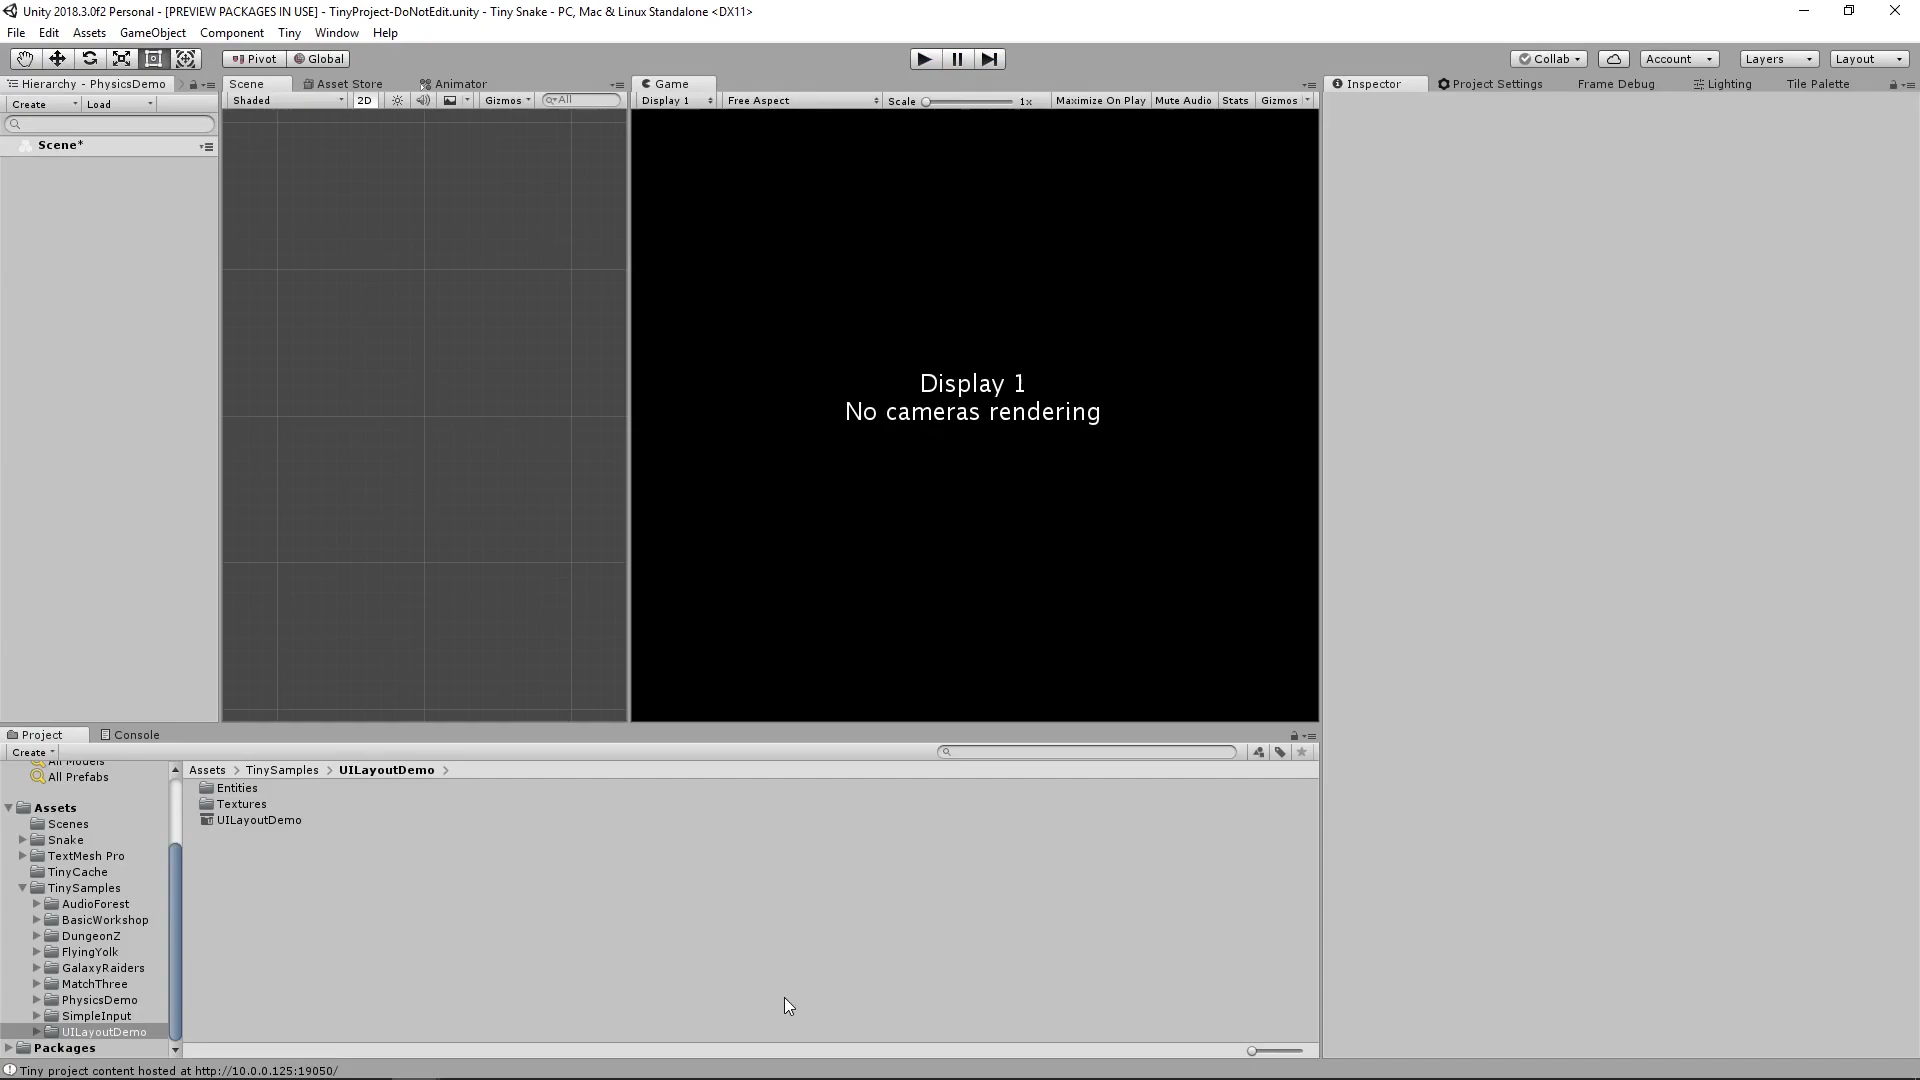 Unity 2018.3.0f2 Personal - [PREVIEW PACKAGES IN USE] - TinyProject-DoNotEdit.unity - Tiny Snake - PC, Mac & Linux Standalone <DX11>
File Edit Assets GameObject Component Tiny Window Help
Pivot Global Collab Account Layers Layout
Hierarchy - PhysicsDemo Scene Asset Store Animator Game Inspector Project Settings Frame Debug Lighting Tile Palette
Create Load Shaded 2D Gizmos All Display 1 Free Aspect Scale 1x Maximize On Play Mute Audio Stats Gizmos
Scene*
Display 1
No cameras rendering
Project Console
Create
All Models
All Prefabs
Assets
Scenes
Snake
TextMesh Pro
TinyCache
TinySamples
AudioForest
BasicWorkshop
DungeonZ
FlyingYolk
GalaxyRaiders
MatchThree
PhysicsDemo
SimpleInput
UILayoutDemo
Packages
Assets > TinySamples > UILayoutDemo >
Entities
Textures
UILayoutDemo
Tiny project content hosted at http://10.0.0.125:19050/